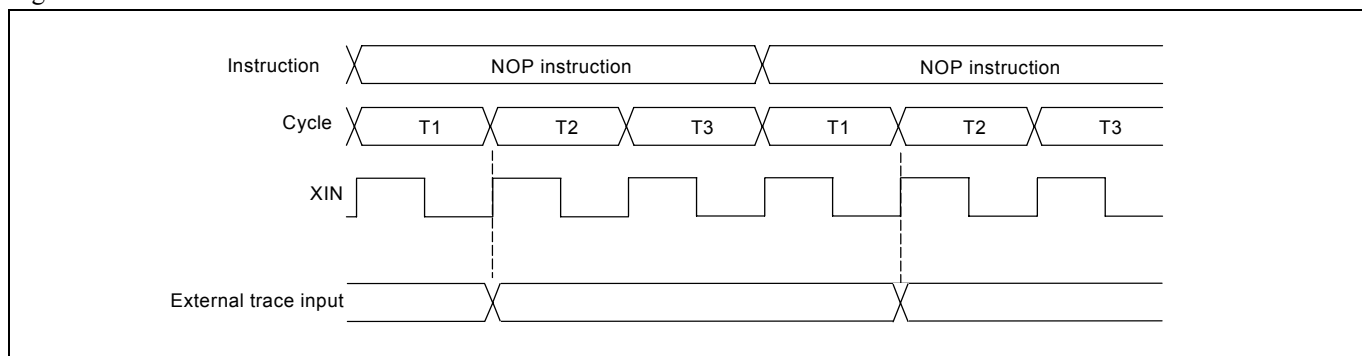 Instruction NOP instruction NOP instruction
Cycle T1 T2 T3 T1 T2 T3
XIN
External trace input